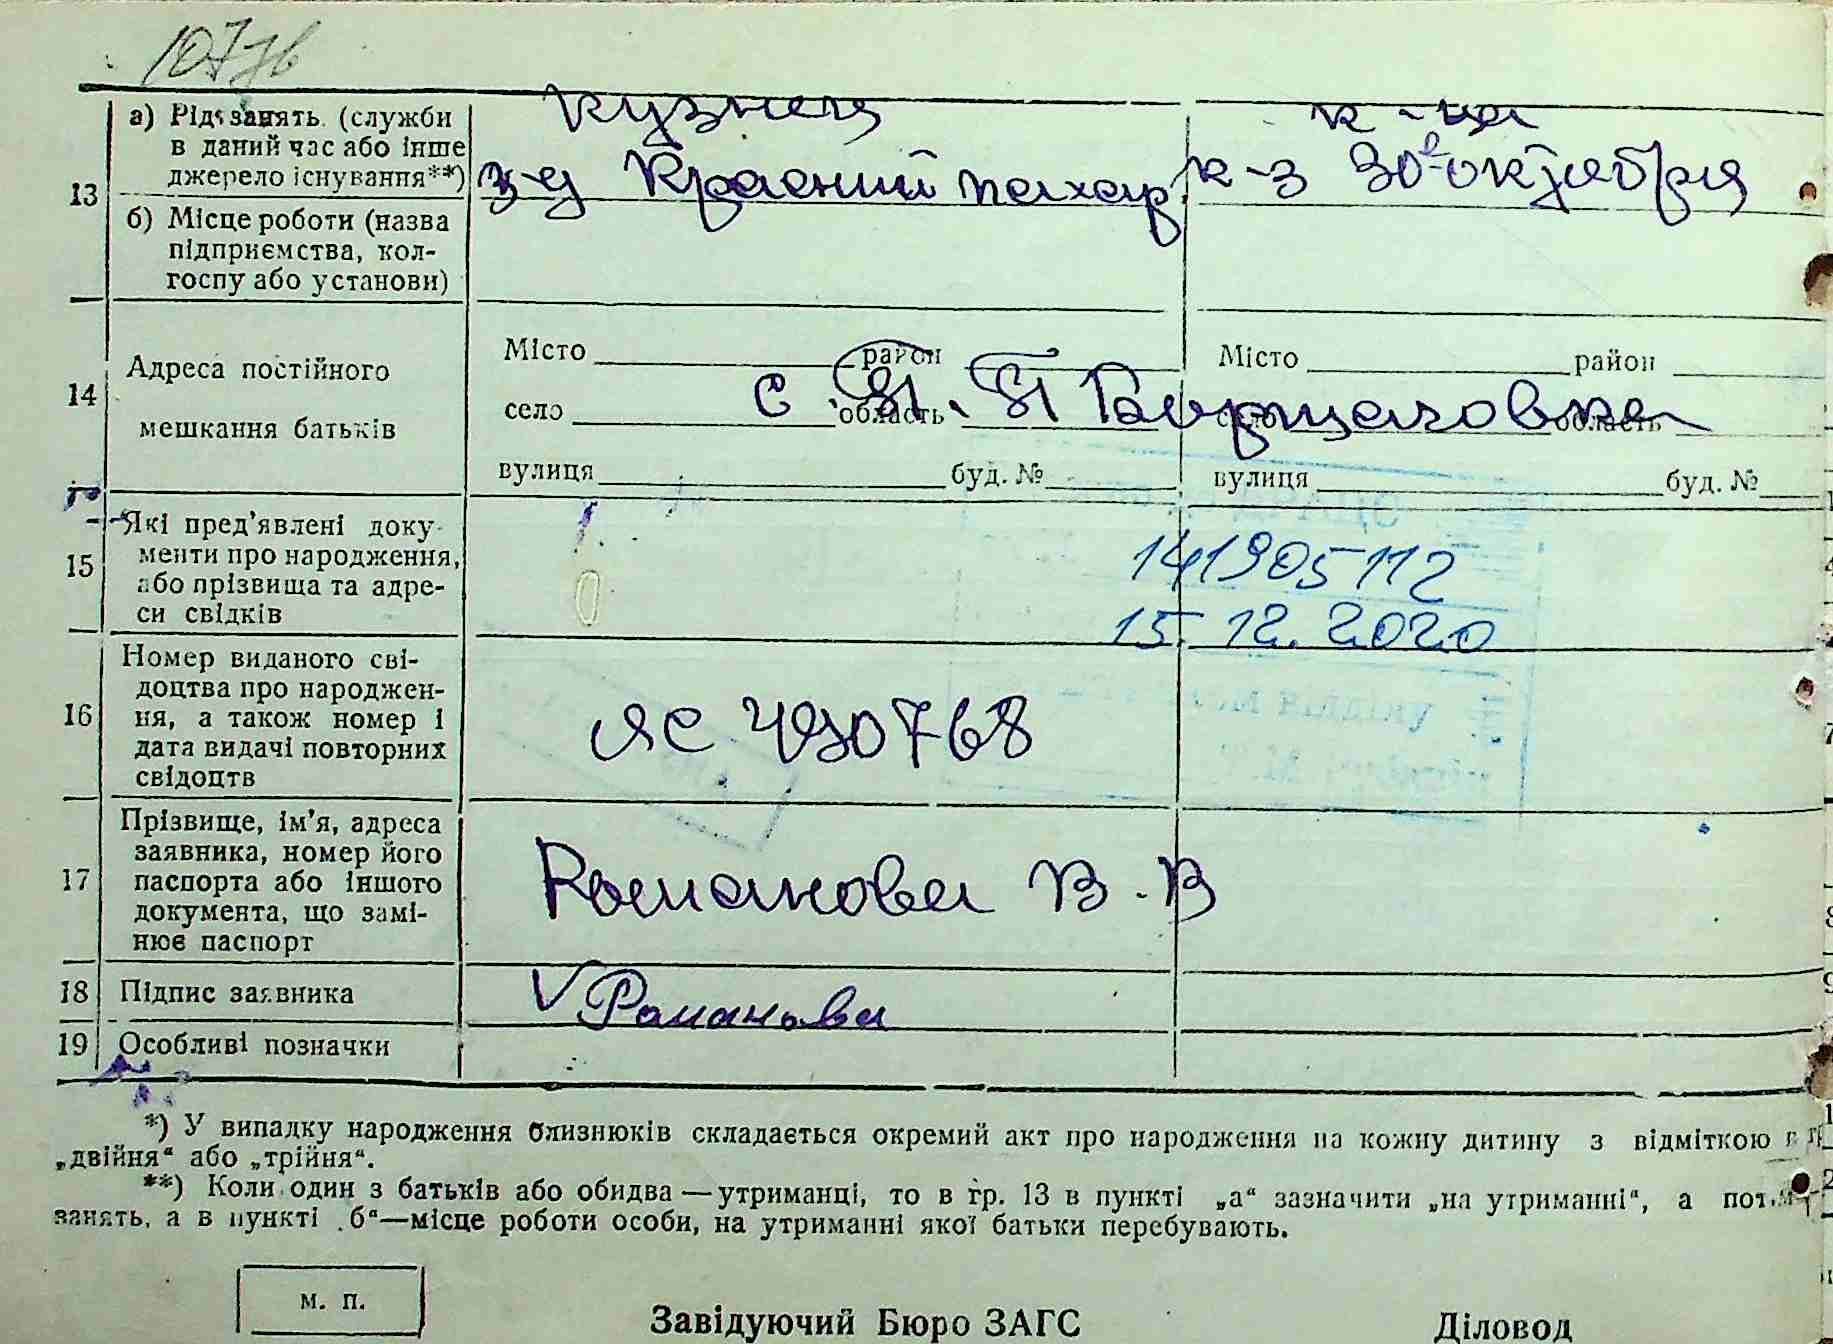 а) Рід занять (служби в даний час або інше джерело існування**)
кузнец
к-ца
з-д Красний пахар
к-з 30 л октября
13
б) Місце роботи (назва підприємства, колгоспу або установи)
14
Адреса постійного мешкання батьків
Місто район
Місто район
село область
село область
с. П. П Борщаговка
вулиця буд. №
вулиця буд. №
15
Які пред'явлені документи про народження, або прізвища та адреси свідків
141905112
15.12.2020
16
Номер виданого свідоцтва про народження, а також номер і дата видачі повторних свідоцтв
ЯС 490768
17
Прізвище, ім'я, адреса заявника, номер його паспорта або іншого документа, що замінює паспорт
Романова В. В
18 Підпис заявника
V Романова
19 Особливі позначки
*) У випадку народження близнюків складається окремий акт про народження на кожну дитину з відміткою
„двійня“ або „трійня“.
**) Коли один з батьків або обидва — утриманці, то в гр. 13 в пункті „а“ зазначити „на утриманні“, а
занять, а в пункті „б“—місце роботи особи, на утриманні якої батьки перебувають.
м. п.
Завідуючий Бюро ЗАГС
Діловод